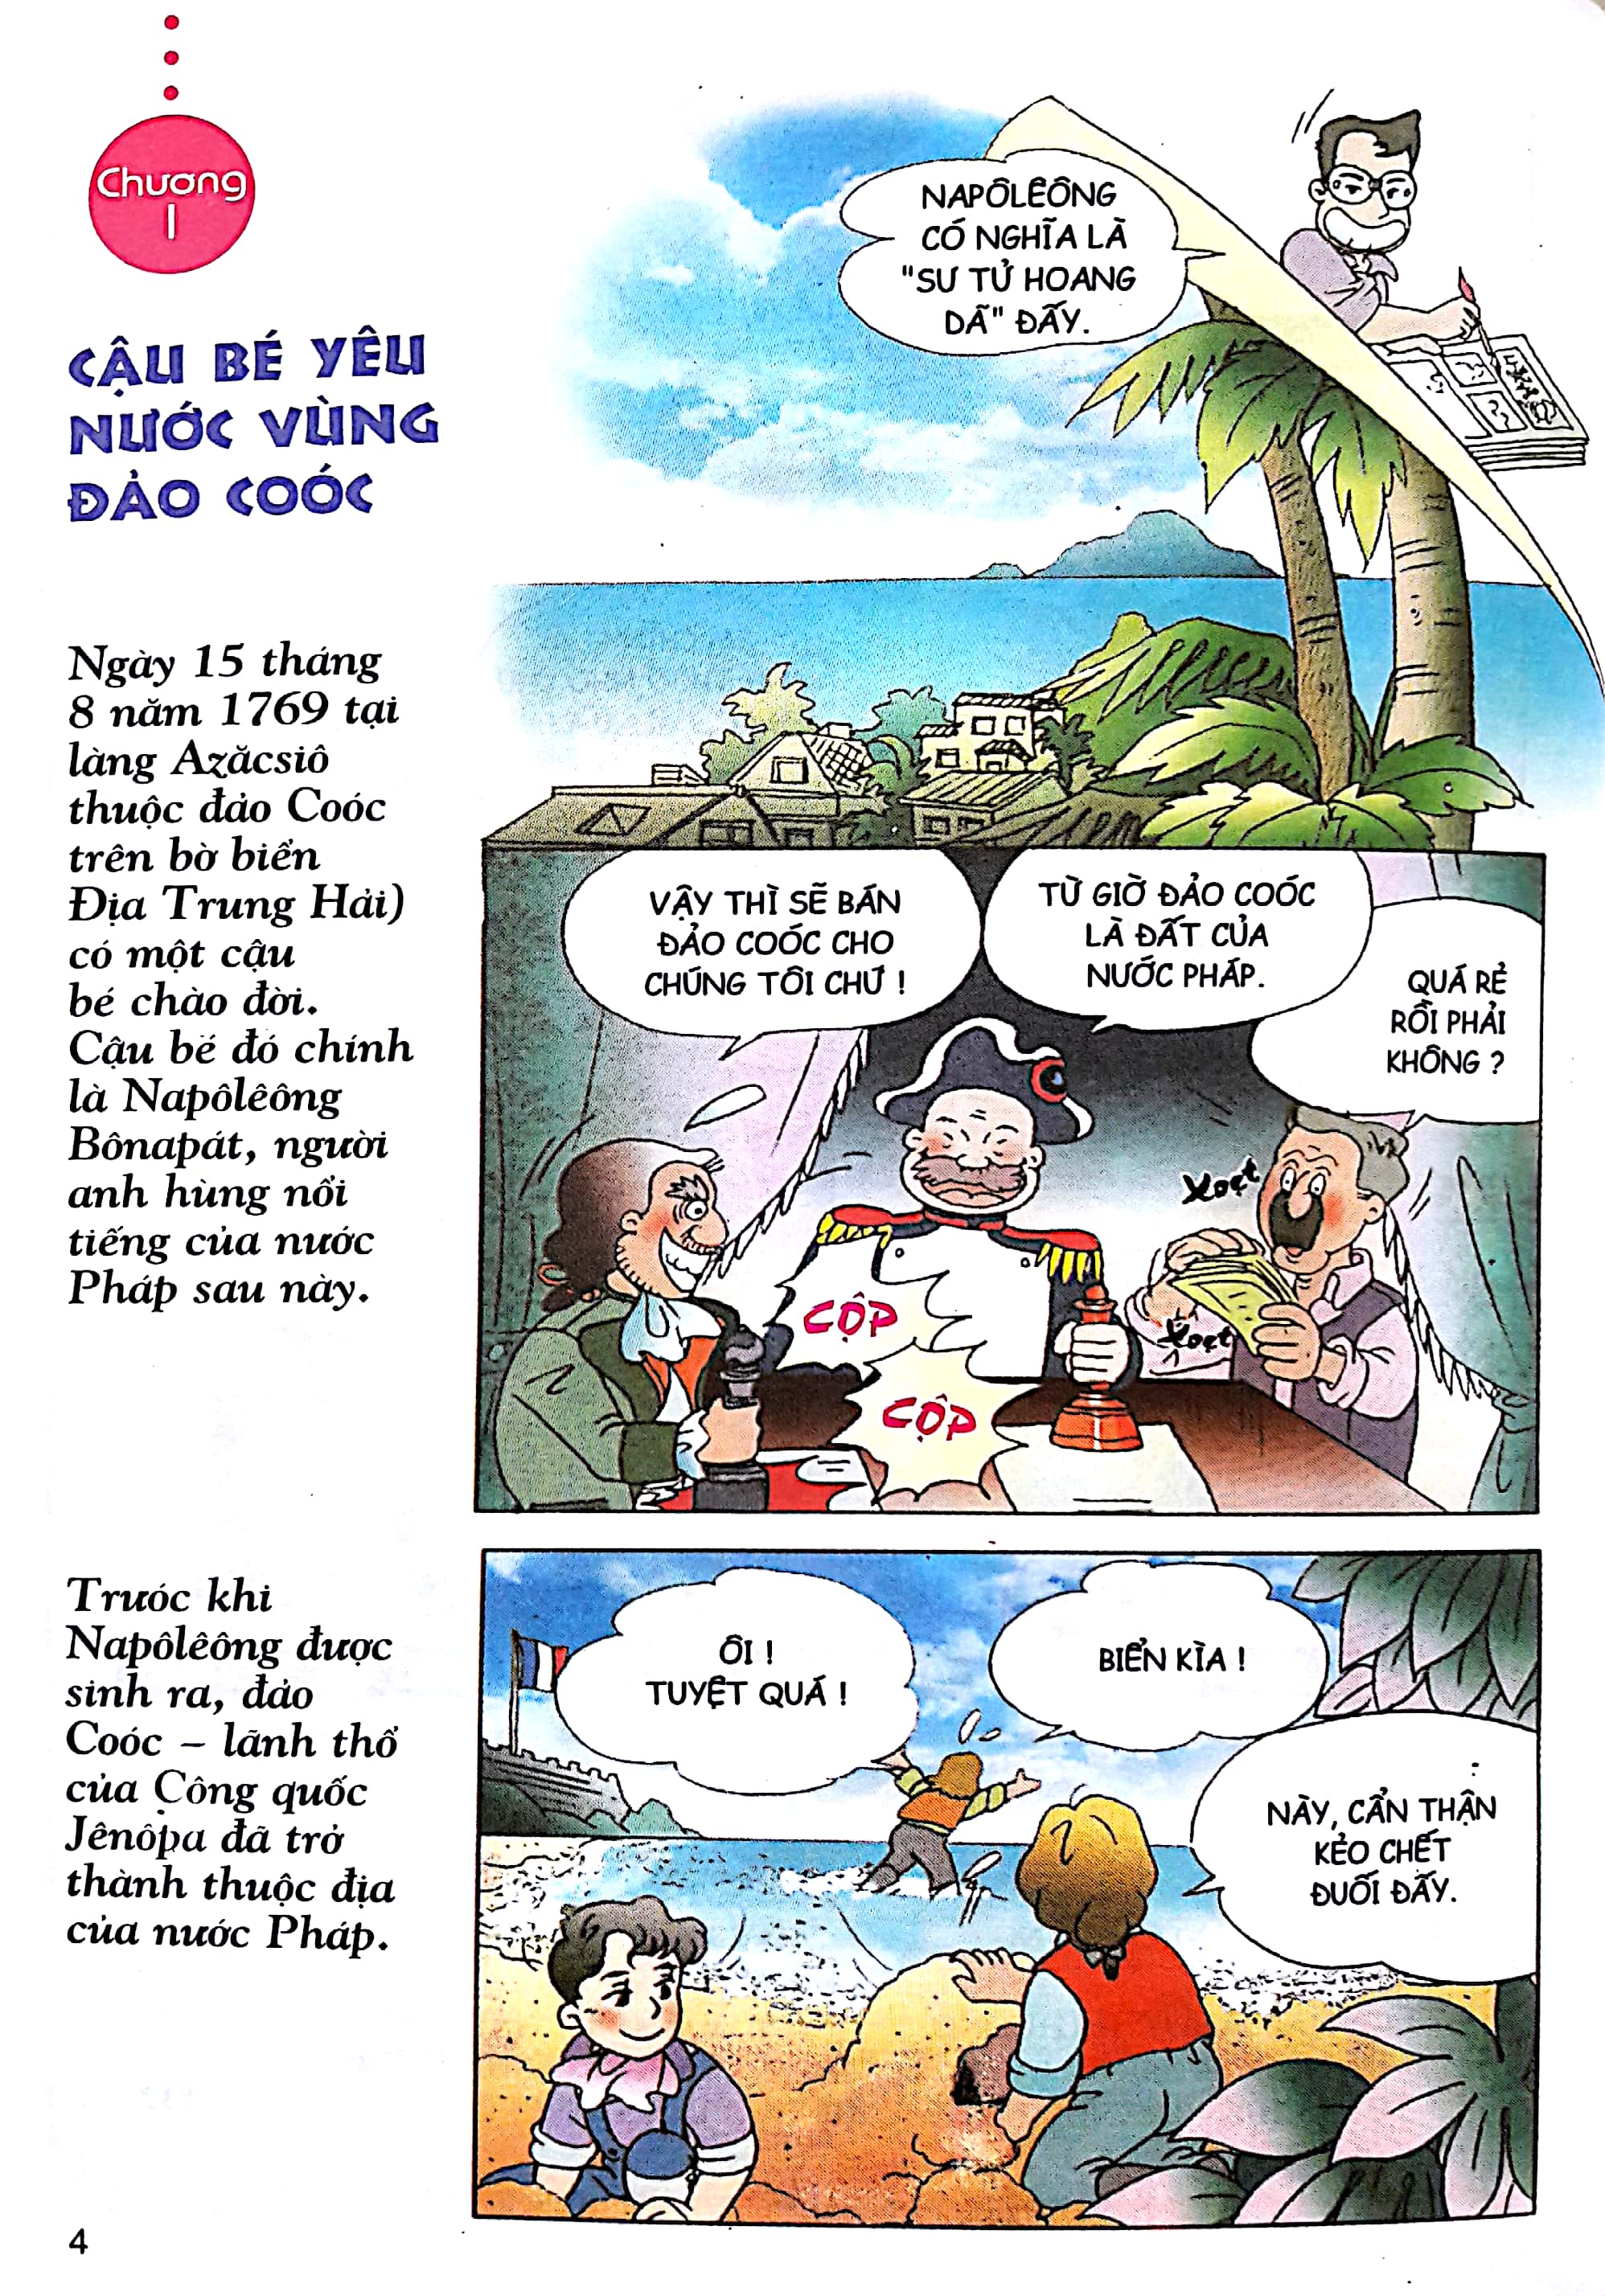 Chương
I
CẬU BÉ YÊU
NƯỚC VÙNG
ĐẢO COÓC
NAPÔLÊÔNG
CÓ NGHĨA LÀ
"SƯ TỬ HOANG
DÃ" ĐẤY.
Ngày 15 tháng
8 năm 1769 tại
làng Azăcsiô
thuộc đảo Coóc
trên bờ biển
Địa Trung Hải)
có một cậu
bé chào đời.
Cậu bé đó chính
là Napôlêông
Bônapát, người
anh hùng nổi
tiếng của nước
Pháp sau này.
VẬY THÌ SẼ BÁN
ĐẢO COÓC CHO
CHÚNG TÔI CHỨ !
TỪ GIỜ ĐẢO COÓC
LÀ ĐẤT CỦA
NƯỚC PHÁP.
QUÁ RẺ
RỒI PHẢI
KHÔNG ?
Xoẹt
Xoẹt
CỘP
CỘP
Trước khi
Napôlêông được
sinh ra, đảo
Coóc – lãnh thổ
của Công quốc
Jênôpa đã trở
thành thuộc địa
của nước Pháp.
ÔI !
TUYỆT QUÁ !
BIỂN KÌA !
NÀY, CẨN THẬN
KẺO CHẾT
ĐUỐI ĐẤY.
4